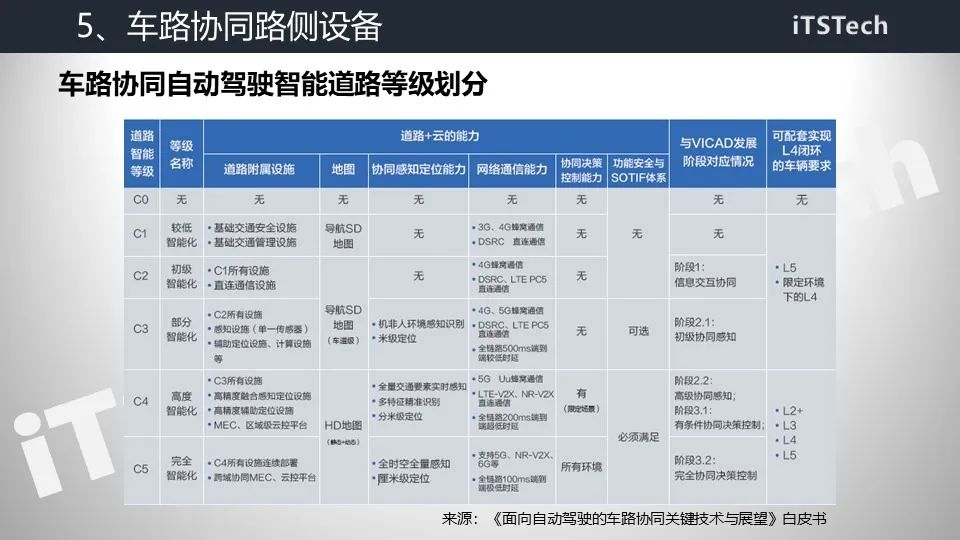 5、车路协同路侧设备
iTSTech
车路协同自动驾驶智能道路等级划分
道路智能等级
等级名称
道路+云的能力
与VICAD发展阶段对应情况
可配套实现L4闭环的车辆要求
道路附属设施
地图
协同感知定位能力
网络通信能力
协同决策控制能力
功能安全与SOTIF体系
C0
无
无
无
无
无
无
无
无
C1
较低智能化
• 基础交通安全设施
• 基础交通管理设施
导航SD地图
无
• 3G、4G蜂窝通信
• DSRC 直连通信
无
无
无
C2
初级智能化
• C1所有设施
• 直连通信设施
无
• 4G蜂窝通信
• DSRC、LTE PC5直连通信
无
阶段1：
信息交互协同
• L5
• 限定环境下的L4
C3
部分智能化
• C2所有设施
• 感知设施（单一传感器）
• 辅助定位设施、计算设施等
导航SD地图
（车道级）
• 机非人环境感知识别
• 米级定位
• 4G、5G蜂窝通信
• DSRC、LTE PC5直连通信
• 全链路500ms端到端较低时延
无
可选
阶段2.1：
初级协同感知
C4
高度智能化
• C3所有设施
• 高精度融合感知定位设施
• 高精度辅助定位设施
• MEC、区域级云控平台
HD地图
（静态+动态）
• 全量交通要素实时感知
• 多特征精准识别
• 分米级定位
• 5G Uu蜂窝通信
• LTE-V2X、NR-V2X直连通信
• 全链路200ms端到端超低时延
有
（限定场景）
必须满足
阶段2.2：
高级协同感知；
阶段3.1：
有条件协同决策控制；
• L2+
• L3
• L4
• L5
C5
完全智能化
• C4所有设施连续部署
• 跨域协同MEC、云控平台
• 全时空全量感知
• 厘米级定位
• 支持5G、NR-V2X、6G等
• 全链路100ms端到端极低时延
所有环境
阶段3.2：
完全协同决策控制
来源：《面向自动驾驶的车路协同关键技术与展望》白皮书